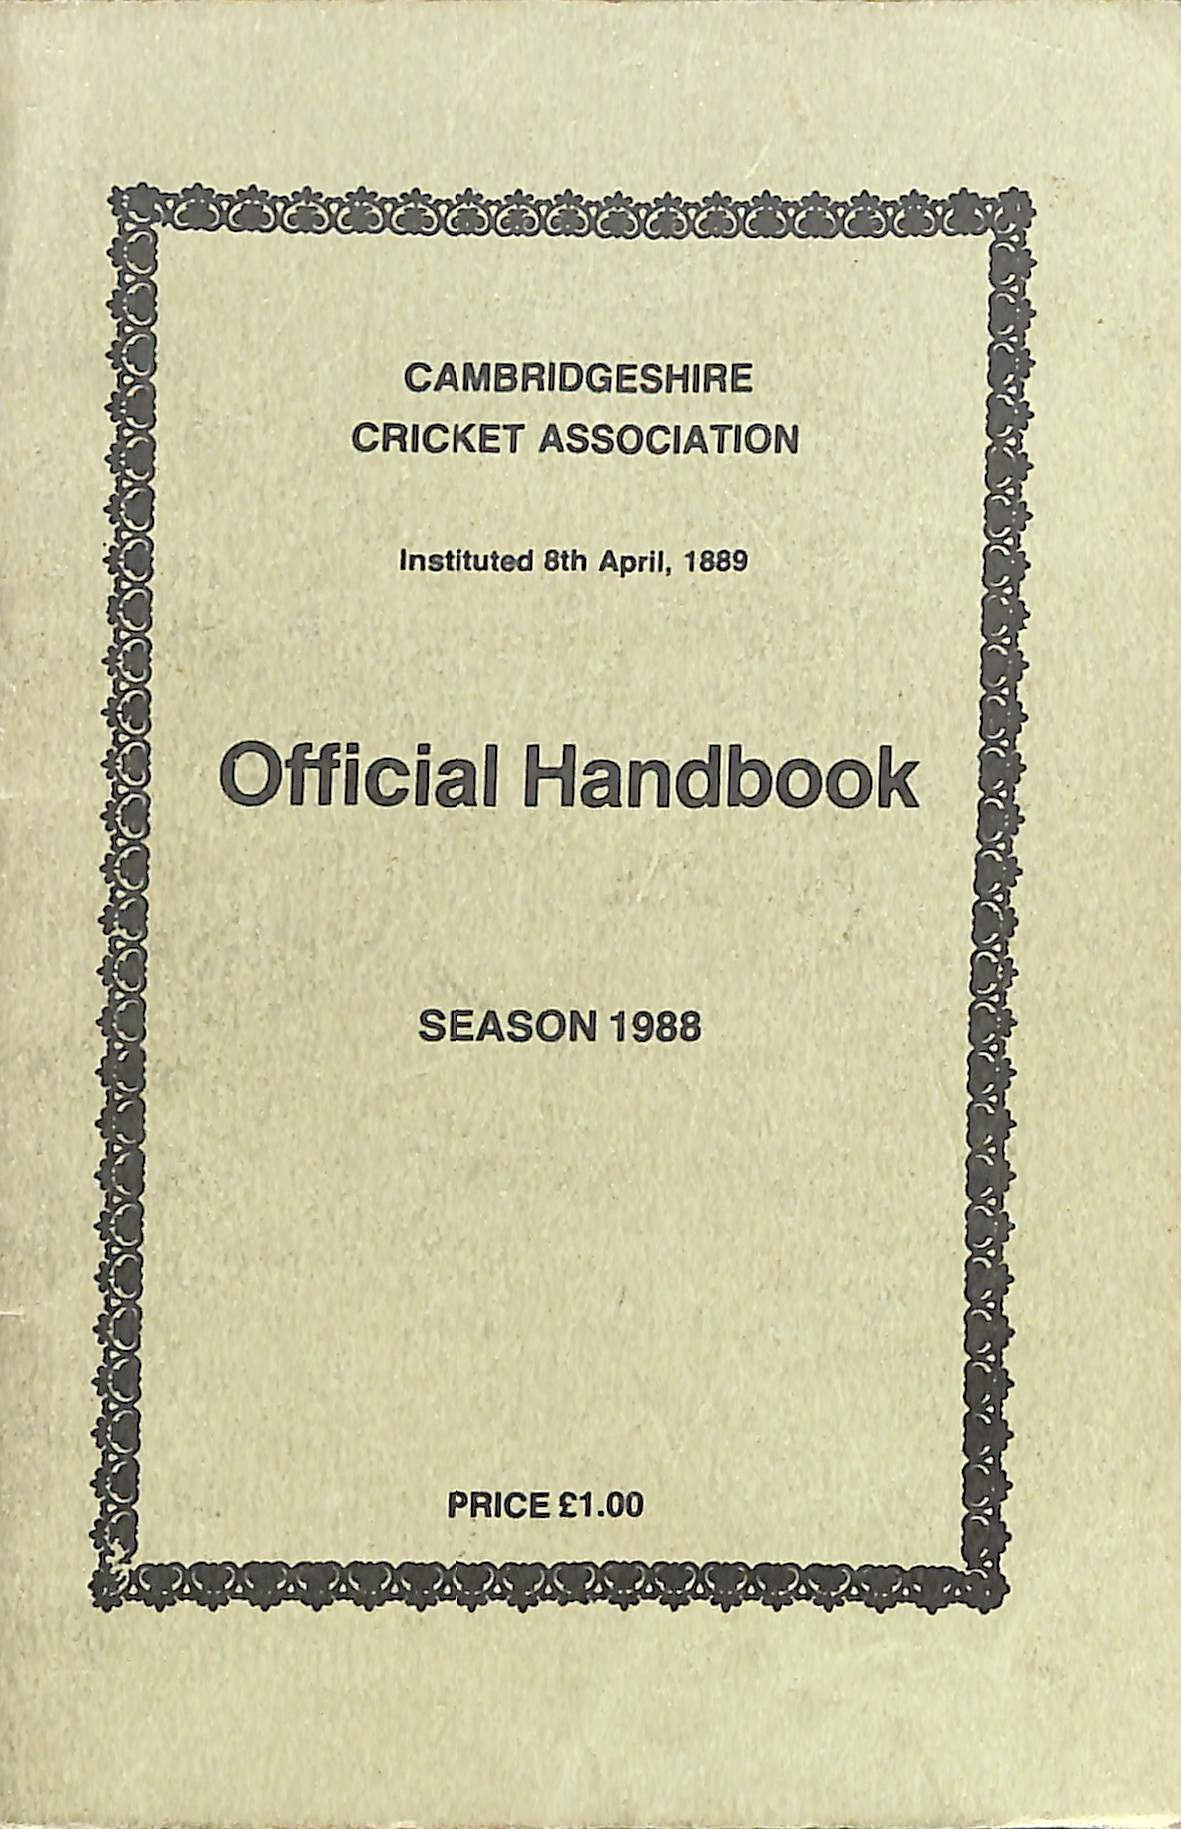 CAMBRIDGESHIRE
CRICKET ASSOCIATION
Instituted 8th April, 1889
Official Handbook
SEASON 1988
PRICE £1.00